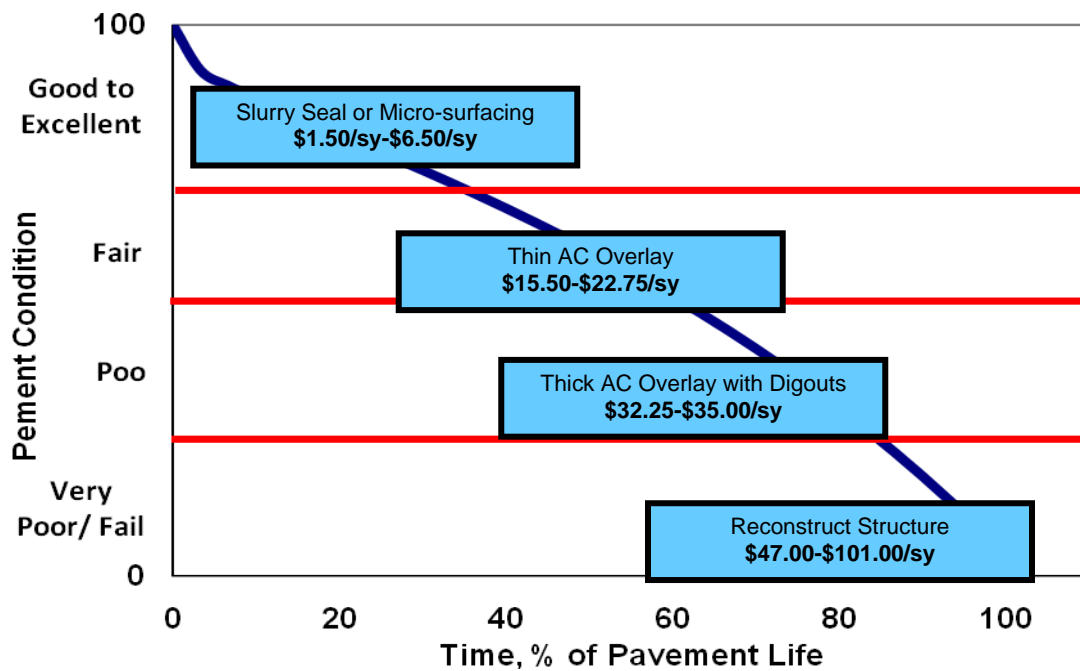 100
Good to
Excellent
Slurry Seal or Micro-surfacing
$1.50/sy-$6.50/sy
Fair
Thin AC Overlay
$15.50-$22.75/sy
Pement Condition
Poo
Thick AC Overlay with Digouts
$32.25-$35.00/sy
Very
Poor/ Fail
Reconstruct Structure
$47.00-$101.00/sy
0
0 20 40 60 80 100
Time, % of Pavement Life